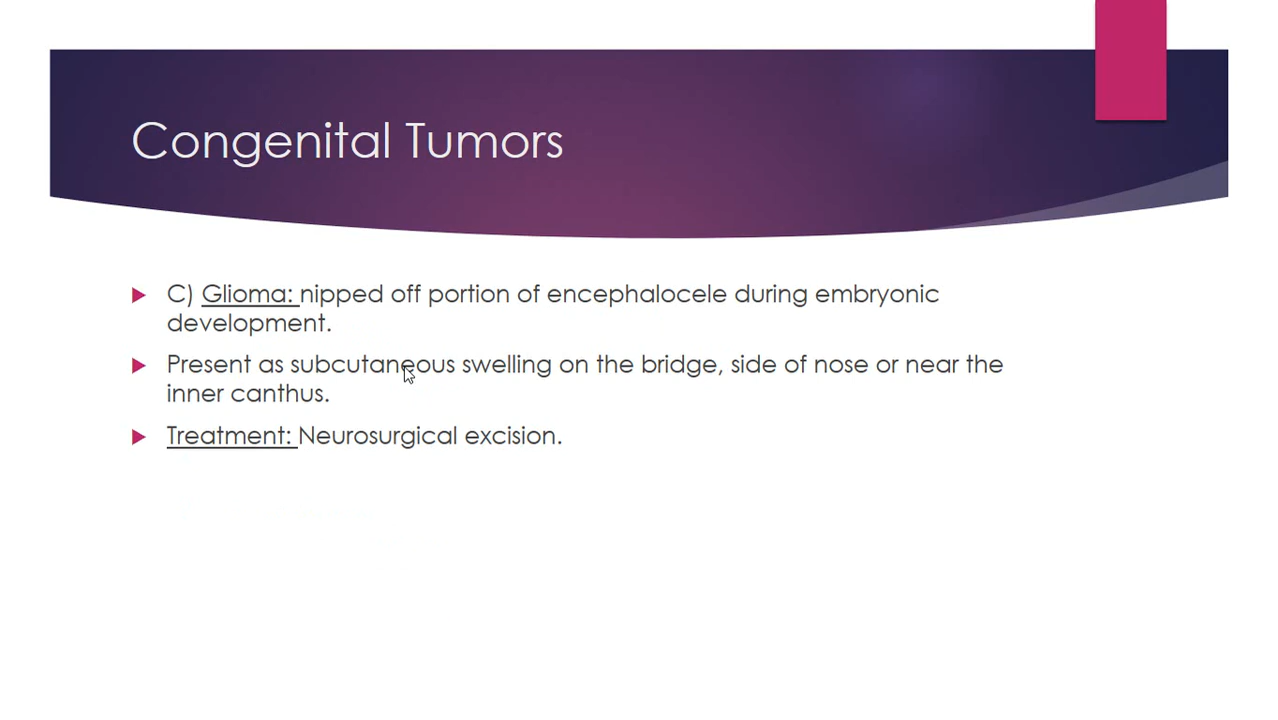 Congenital Tumors
C) Glioma: nipped off portion of encephalocele during embryonic
development.
Present as subcutaneous swelling on the bridge, side of nose or near the
inner canthus.
Treatment: Neurosurgical excision.